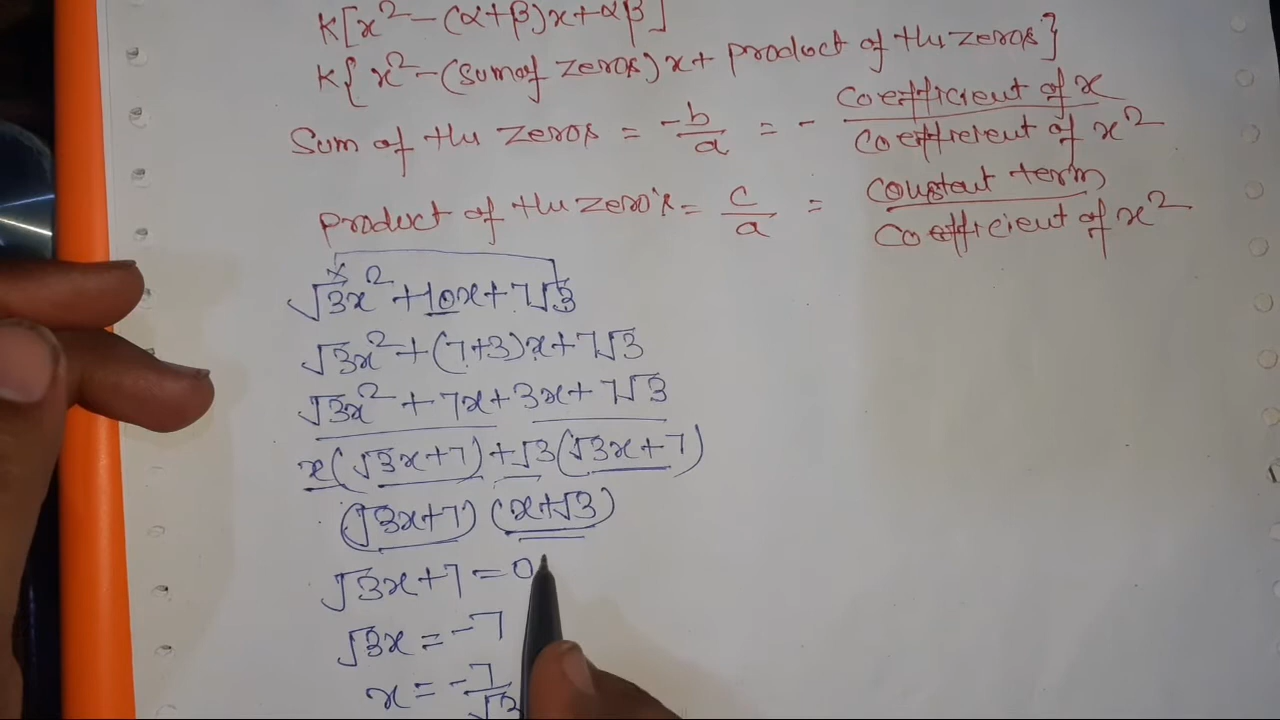 K[x²-(α+β)x+αβ]
K{x²-(sum of zeros)x+ product of the zeros}
Sum of the zeros = -b/a = - coefficient of x / coefficient of x²
product of the zero's = c/a = constant term / coefficient of x²
√3x²+10x+7√3
√3x²+(7+3)x+7√3
√3x²+7x+3x+7√3
x(√3x+7)+√3(√3x+7)
(√3x+7)(x+√3)
√3x+7=0
√3x=-7
x=-7/√3